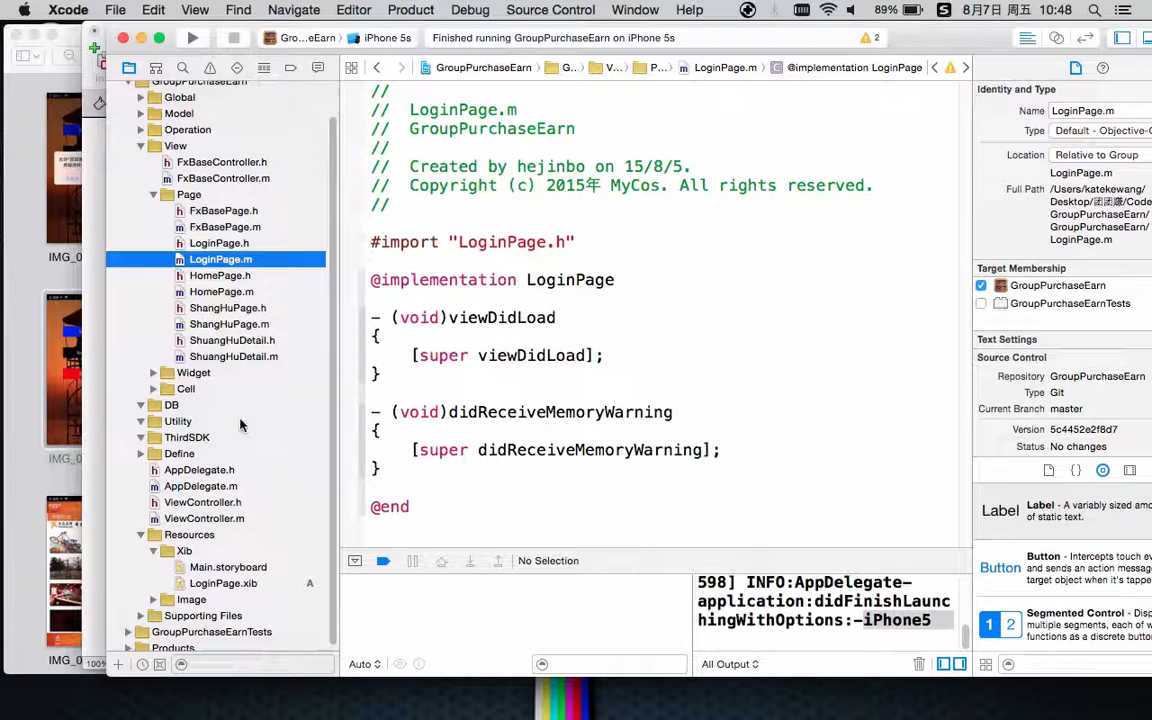 Xcode File Edit View Find Navigate Editor Product Debug Source Control Window Help 89% 8月7日 周五 10:48
Gro...eEarn iPhone 5s Finished running GroupPurchaseEarn on iPhone 5s 2
GroupPurchaseEarn G... V... P... LoginPage.m @implementation LoginPage
GroupPurchaseEarn
Global
Model
Operation
View
FxBaseController.h
FxBaseController.m
Page
FxBasePage.h
FxBasePage.m
LoginPage.h
LoginPage.m
HomePage.h
HomePage.m
ShangHuPage.h
ShangHuPage.m
ShuangHuDetail.h
ShuangHuDetail.m
Widget
Cell
DB
Utility
ThirdSDK
Define
AppDelegate.h
AppDelegate.m
ViewController.h
ViewController.m
Resources
Xib
Main.storyboard
LoginPage.xib A
Image
Supporting Files
GroupPurchaseEarnTests
Products
IMG_0
IMG_0
IMG_0
100%
//
// LoginPage.m
// GroupPurchaseEarn
//
// Created by hejinbo on 15/8/5.
// Copyright (c) 2015年 MyCos. All rights reserved.
//
#import "LoginPage.h"
@implementation LoginPage
- (void)viewDidLoad
{
[super viewDidLoad];
}
- (void)didReceiveMemoryWarning
{
[super didReceiveMemoryWarning];
}
@end
No Selection
598] INFO:AppDelegate-
application:didFinishLaunc
hingWithOptions:-iPhone5
Auto
All Output
Identity and Type
Name LoginPage.m
Type Default - Objective-C
Location Relative to Group
LoginPage.m
Full Path /Users/katekewang/
Desktop/团团赚/Code
GroupPurchaseEarn/
GroupPurchaseEarn/
LoginPage.m
Target Membership
GroupPurchaseEarn
GroupPurchaseEarnTests
Text Settings
Source Control
Repository GroupPurchaseEarn
Type Git
Current Branch master
Version 5c4452e2f8d7
Status No changes
Label Label - A variably sized amo
of static text.
Button Button - Intercepts touch ev
and sends an action message
target object when it's tappe
1 2 Segmented Control - Disp
multiple segments, each of w
functions as a discrete butto